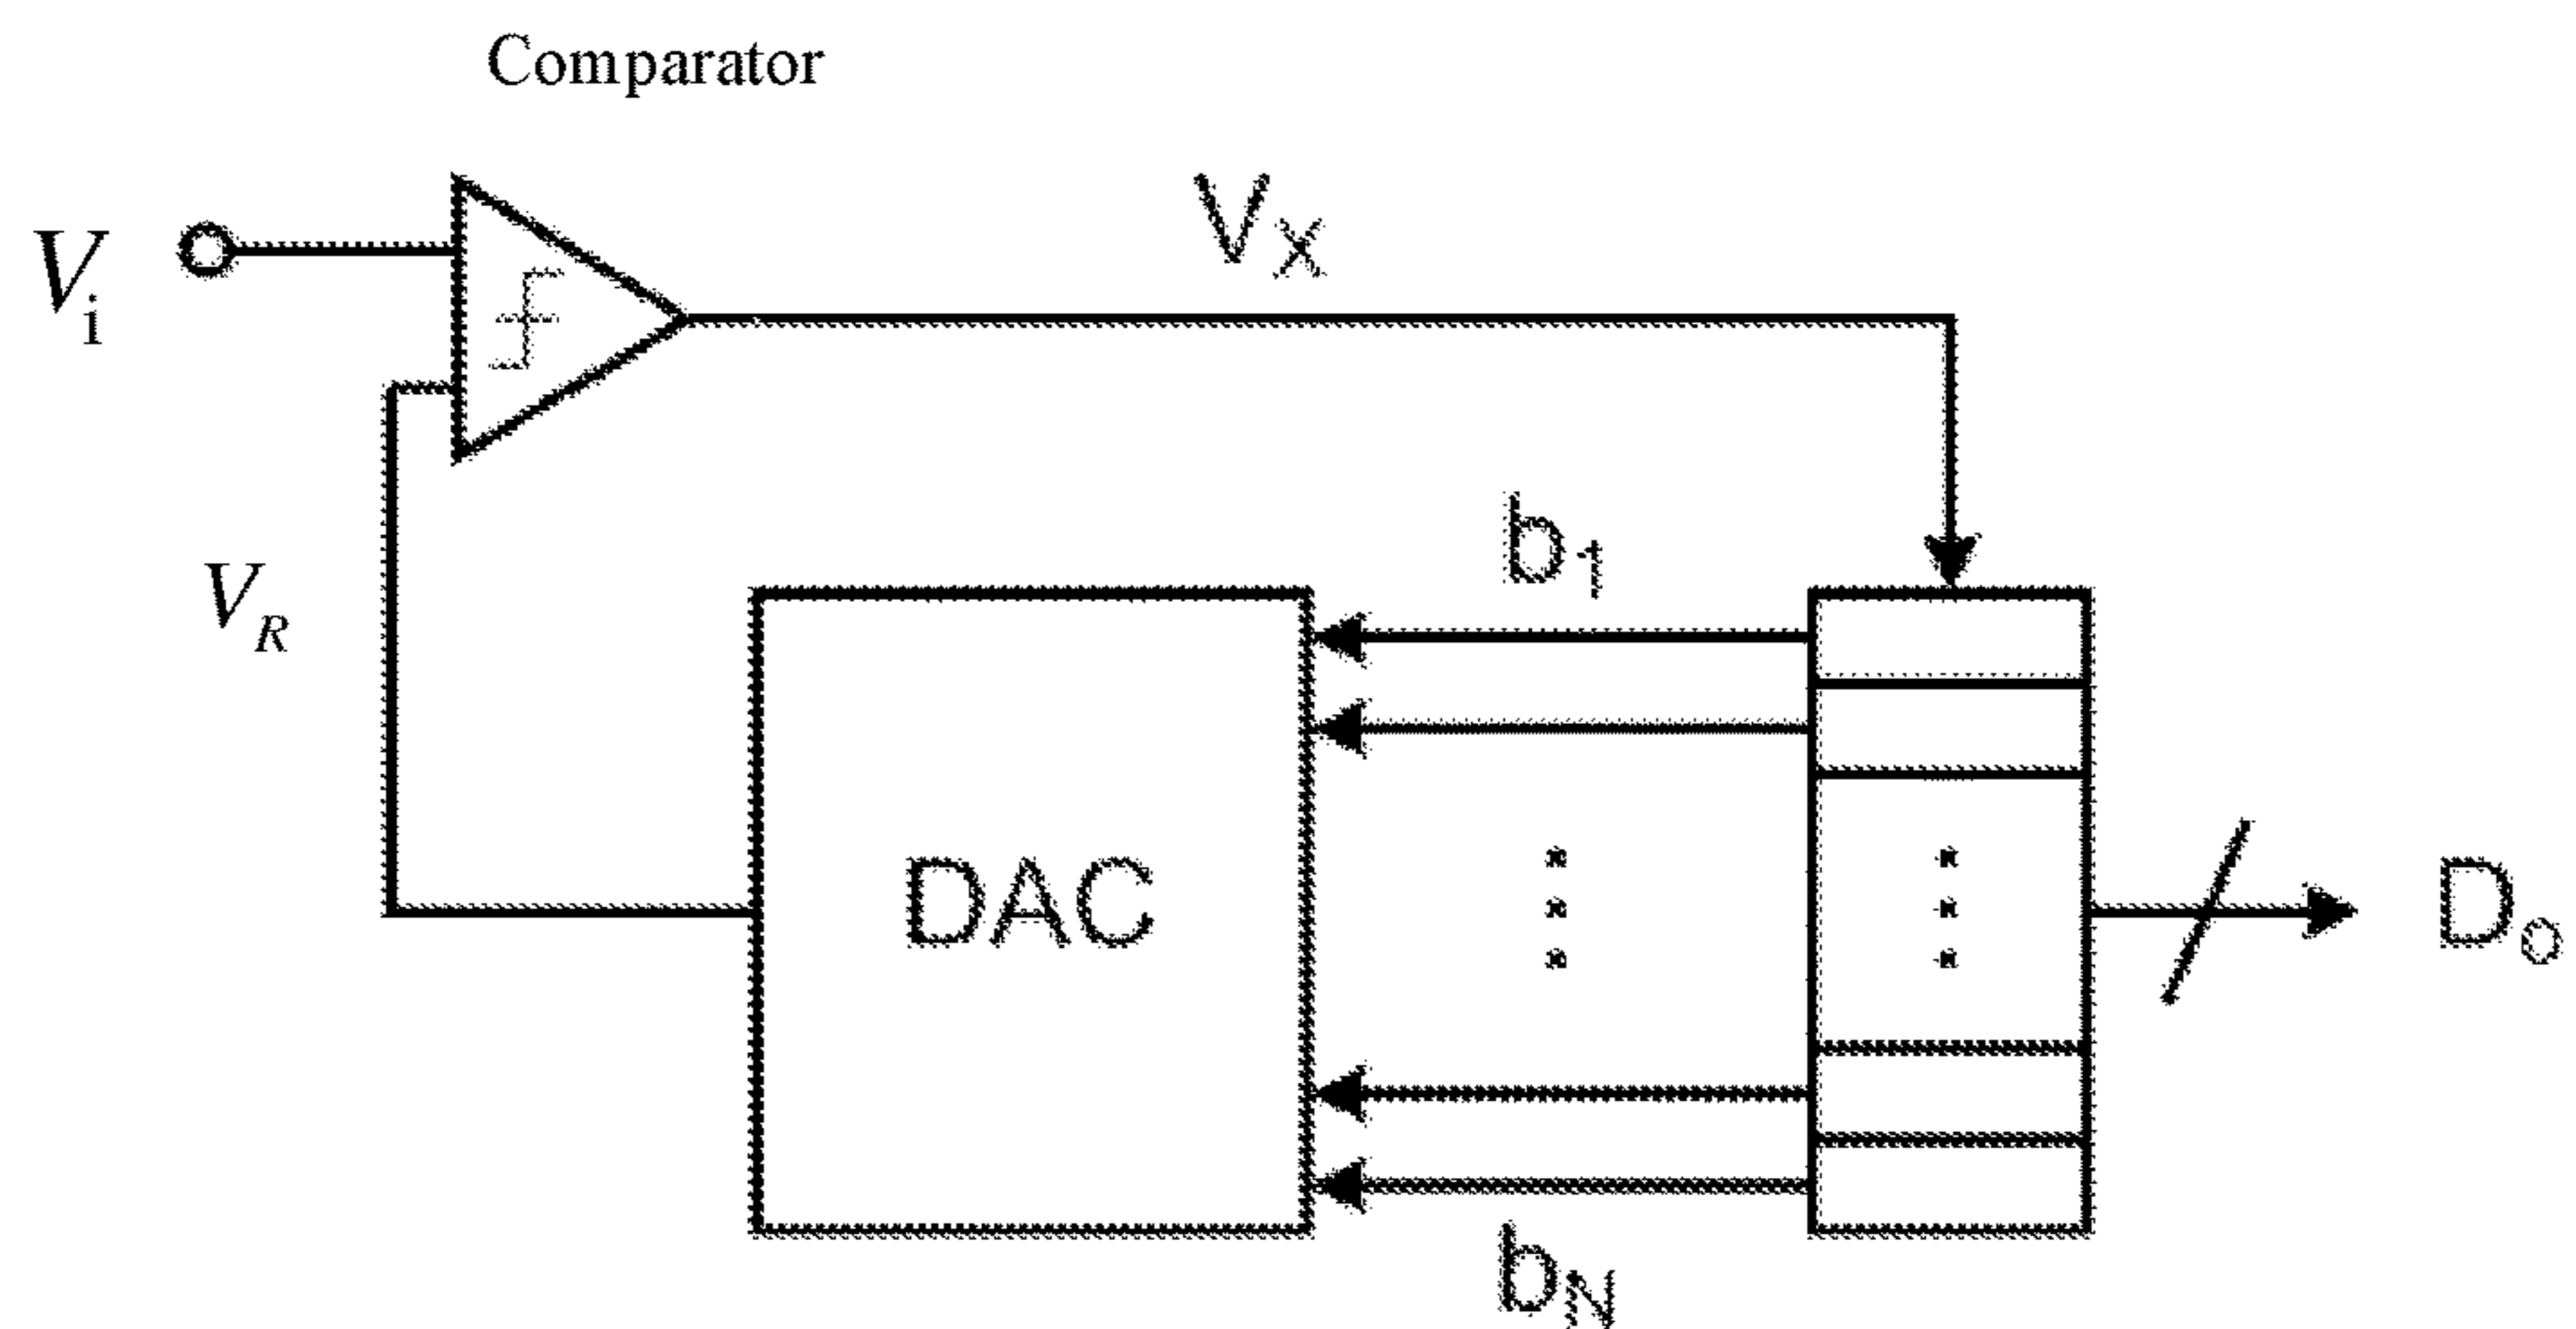 Comparator
Vi
VX
VR
b1
DAC
DO
bN